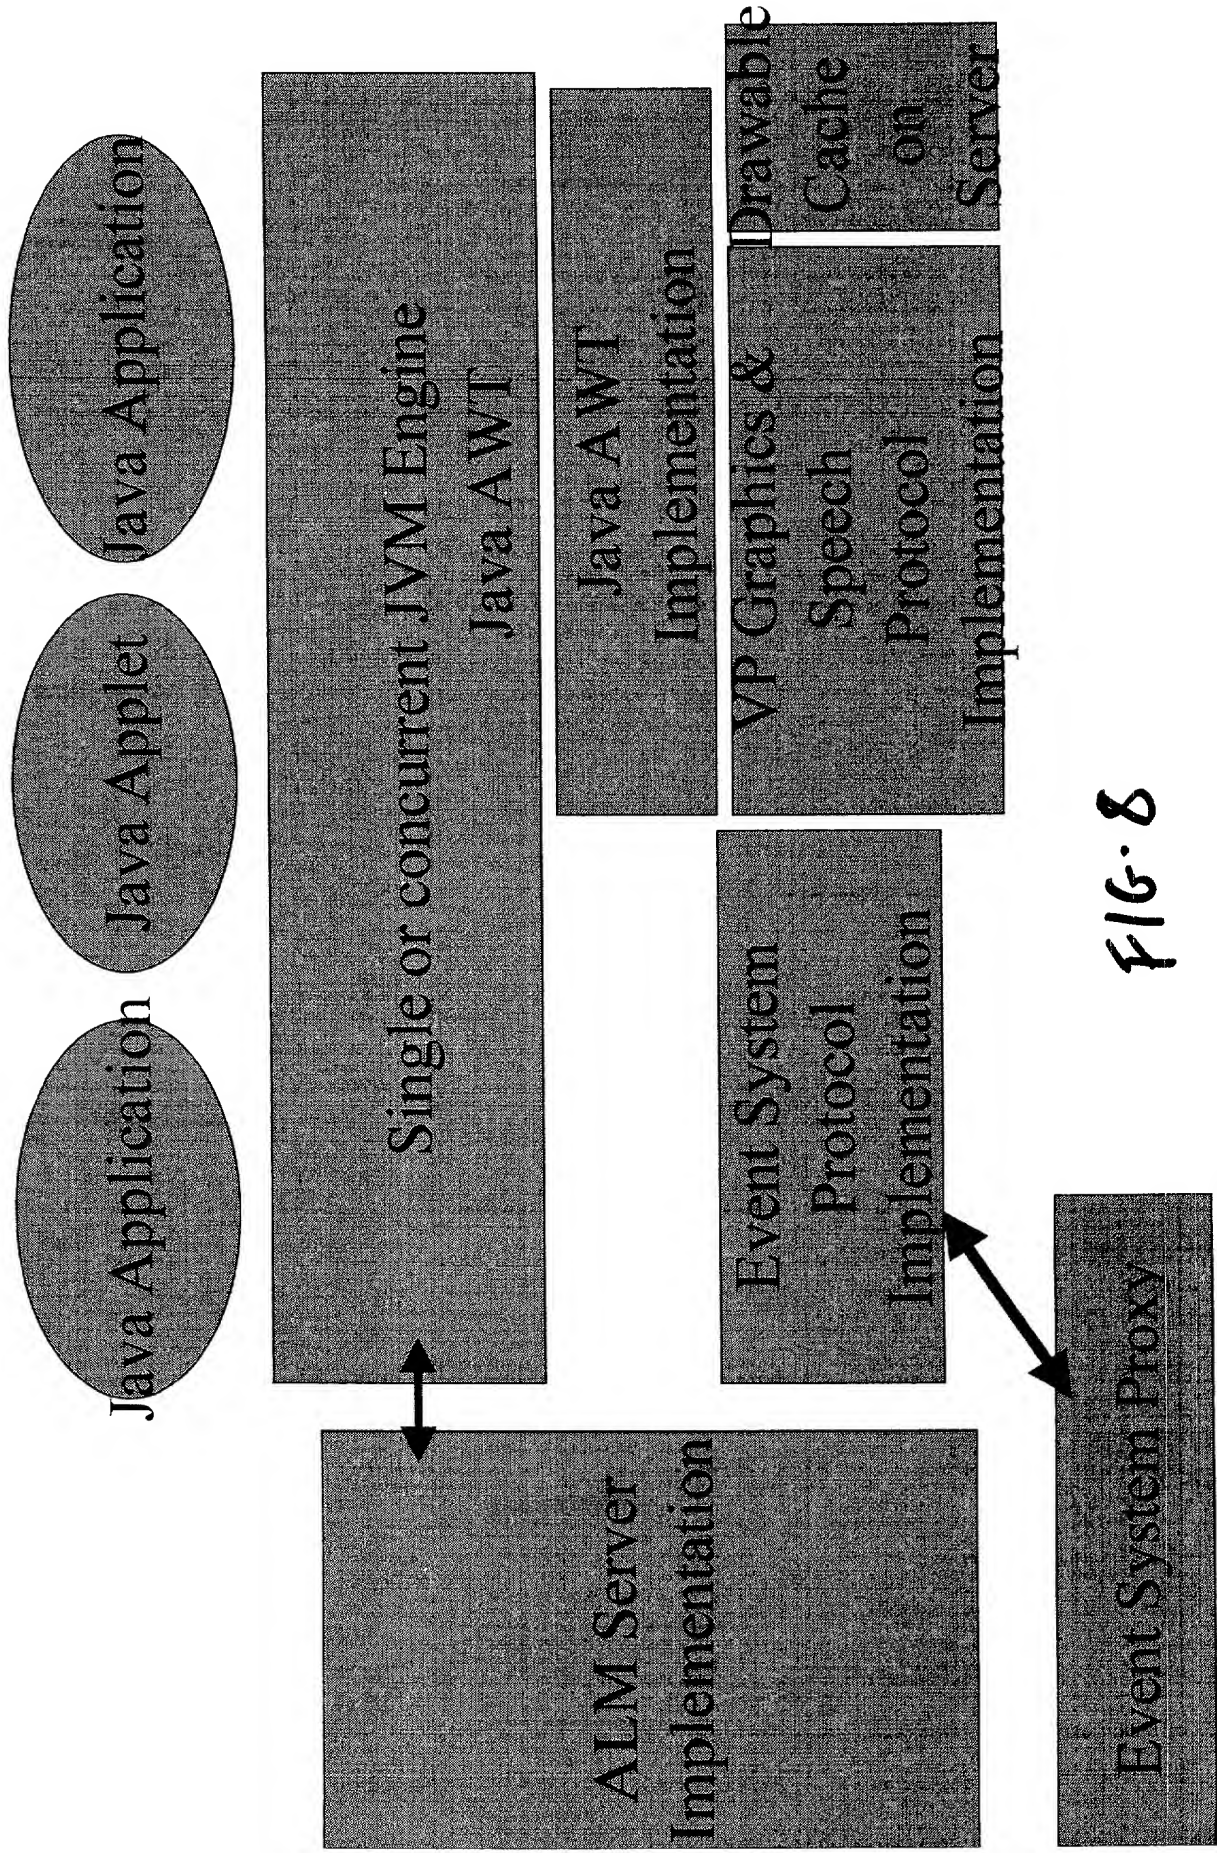 Java Application
Java Applet
Java Application
Single or concurrent JVM Engine
Java AWT
ALM Server
Implementation
Java AWT
Implementation
Event System
Protocol
Implementation
VP Graphics &
Speech
Protocol
Implementation
Drawable
Cache
on
Server
Event System Proxy
FIG. 8